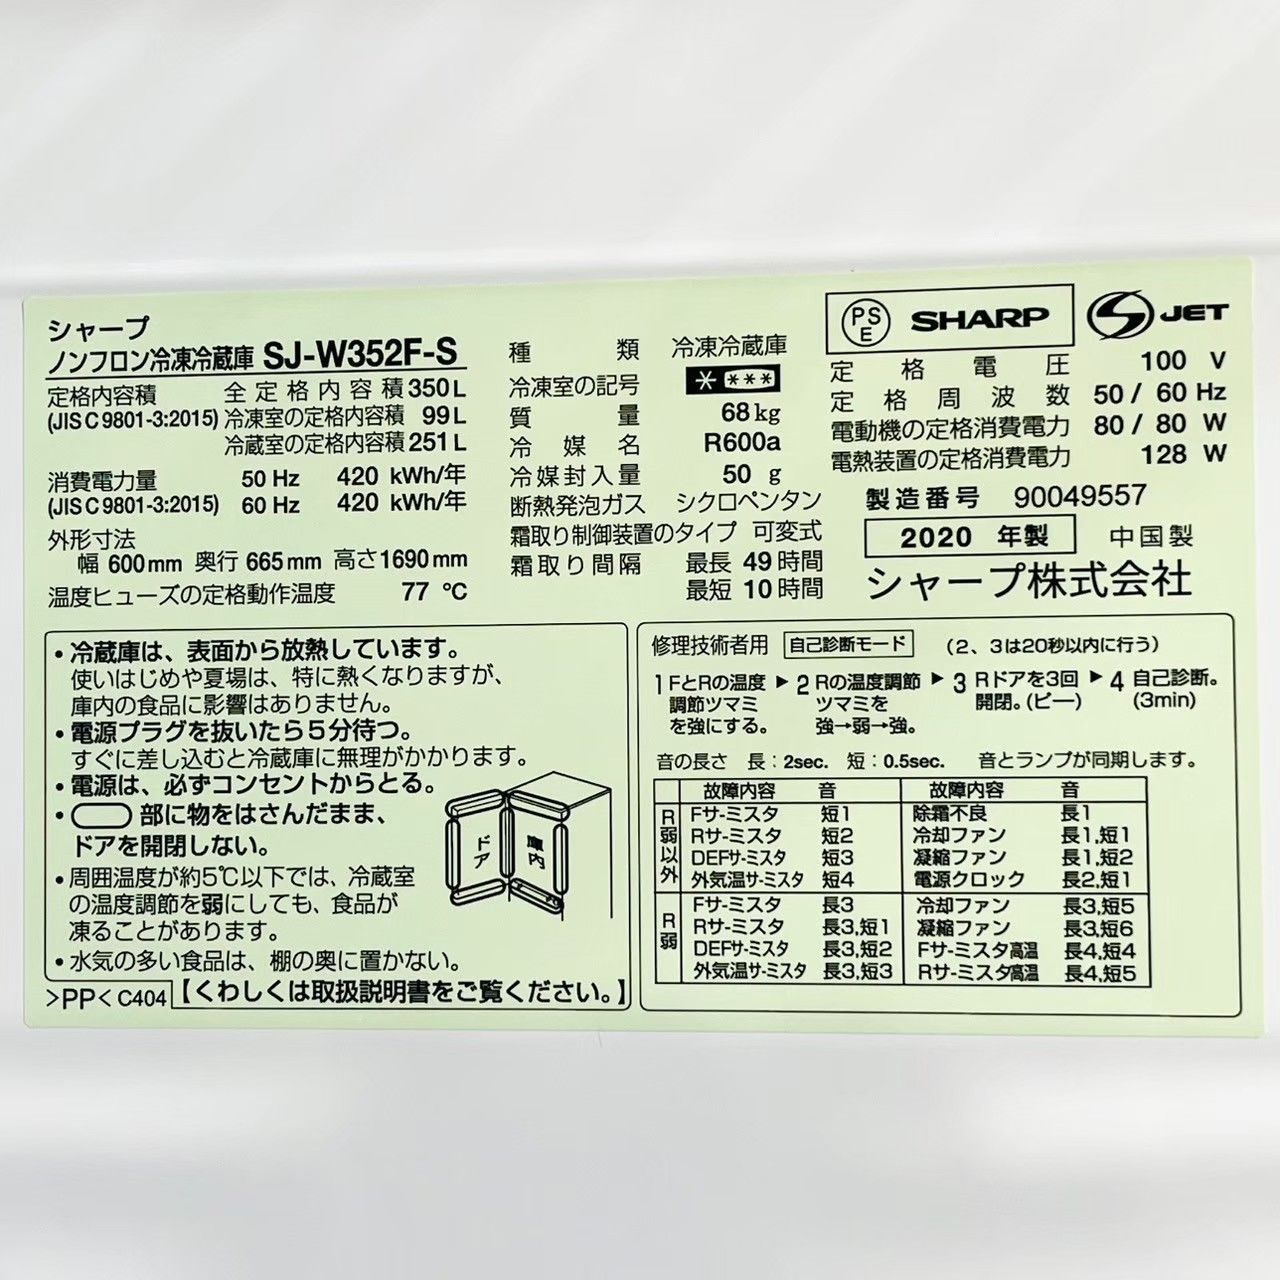 シャープ
ノンフロン冷凍冷蔵庫 SJ-W352F-S
定格内容積 全定格内容積 350 L
(JIS C 9801-3:2015) 冷凍室の定格内容積 99 L
冷蔵室の定格内容積 251 L
消費電力量 50 Hz 420 kWh/年
(JIS C 9801-3:2015) 60 Hz 420 kWh/年
外形寸法
幅 600 mm 奥行 665 mm 高さ 1690 mm
温度ヒューズの定格動作温度 77 ℃
種類 冷凍冷蔵庫
冷凍室の記号 * ***
質量 68 kg
冷媒名 R600a
冷媒封入量 50 g
断熱発泡ガス シクロペンタン
霜取り制御装置のタイプ 可変式
霜取り間隔 最長 49 時間
最短 10 時間
PSE SHARP S JET
定格電圧 100 V
定格周波数 50 / 60 Hz
電動機の定格消費電力 80 / 80 W
電熱装置の定格消費電力 128 W
製造番号 90049557
2020 年製 中国製
シャープ株式会社
・冷蔵庫は、表面から放熱しています。
使いはじめや夏場は、特に熱くなりますが、
庫内の食品に影響はありません。
・電源プラグを抜いたら5分待つ。
すぐに差し込むと冷蔵庫に無理がかかります。
・電源は、必ずコンセントからとる。
・部に物をはさんだまま、
ドアを開閉しない。
・周囲温度が約5℃以下では、冷蔵室
の温度調節を弱にしても、食品が
凍ることがあります。
・水気の多い食品は、棚の奥に置かない。
ドア 庫内
>PP< C404 【くわしくは取扱説明書をご覧ください。】
修理技術者用 自己診断モード (2、3は20秒以内に行う)
1 FとRの温度調節ツマミを強にする。 ▶ 2 Rの温度調節ツマミを強→弱→強。 ▶ 3 Rドアを3回開閉。(ピー) ▶ 4 自己診断。(3min)
音の長さ 長:2sec. 短:0.5sec. 音とランプが同期します。
故障内容 音 故障内容 音
R弱以外
Fサ-ミスタ 短1 除霜不良 長1
Rサ-ミスタ 短2 冷却ファン 長1,短1
DEFサ-ミスタ 短3 凝縮ファン 長1,短2
外気温サ-ミスタ 短4 電源クロック 長2,短1
R弱
Fサ-ミスタ 長3 冷却ファン 長3,短5
Rサ-ミスタ 長3,短1 凝縮ファン 長3,短6
DEFサ-ミスタ 長3,短2 Fサ-ミスタ高温 長4,短4
外気温サ-ミスタ 長3,短3 Rサ-ミスタ高温 長4,短5